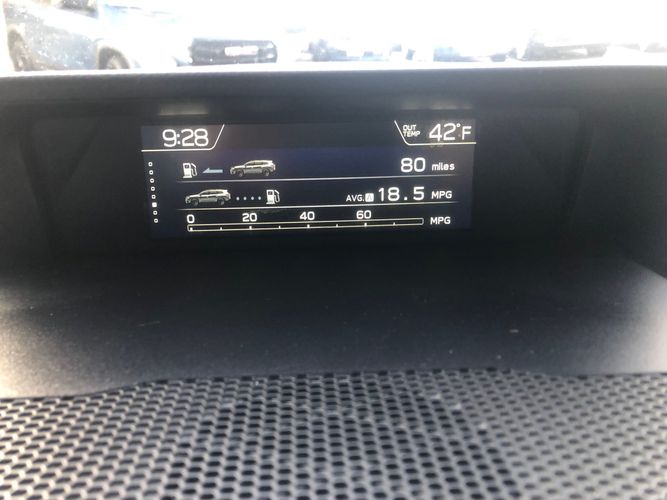 9:28 OUT TEMP 42°F
80 miles
AVG. A 18.5 MPG
0 20 40 60 MPG